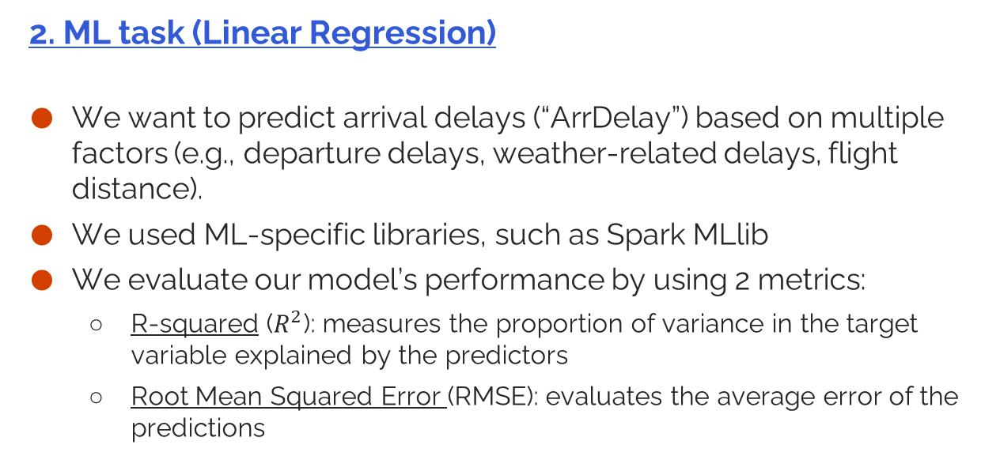 2. ML task (Linear Regression)
● We want to predict arrival delays (“ArrDelay”) based on multiple
factors (e.g., departure delays, weather-related delays, flight
distance).
● We used ML-specific libraries, such as Spark MLlib
● We evaluate our model’s performance by using 2 metrics:
○ R-squared (𝑅²): measures the proportion of variance in the target
variable explained by the predictors
○ Root Mean Squared Error (RMSE): evaluates the average error of the
predictions